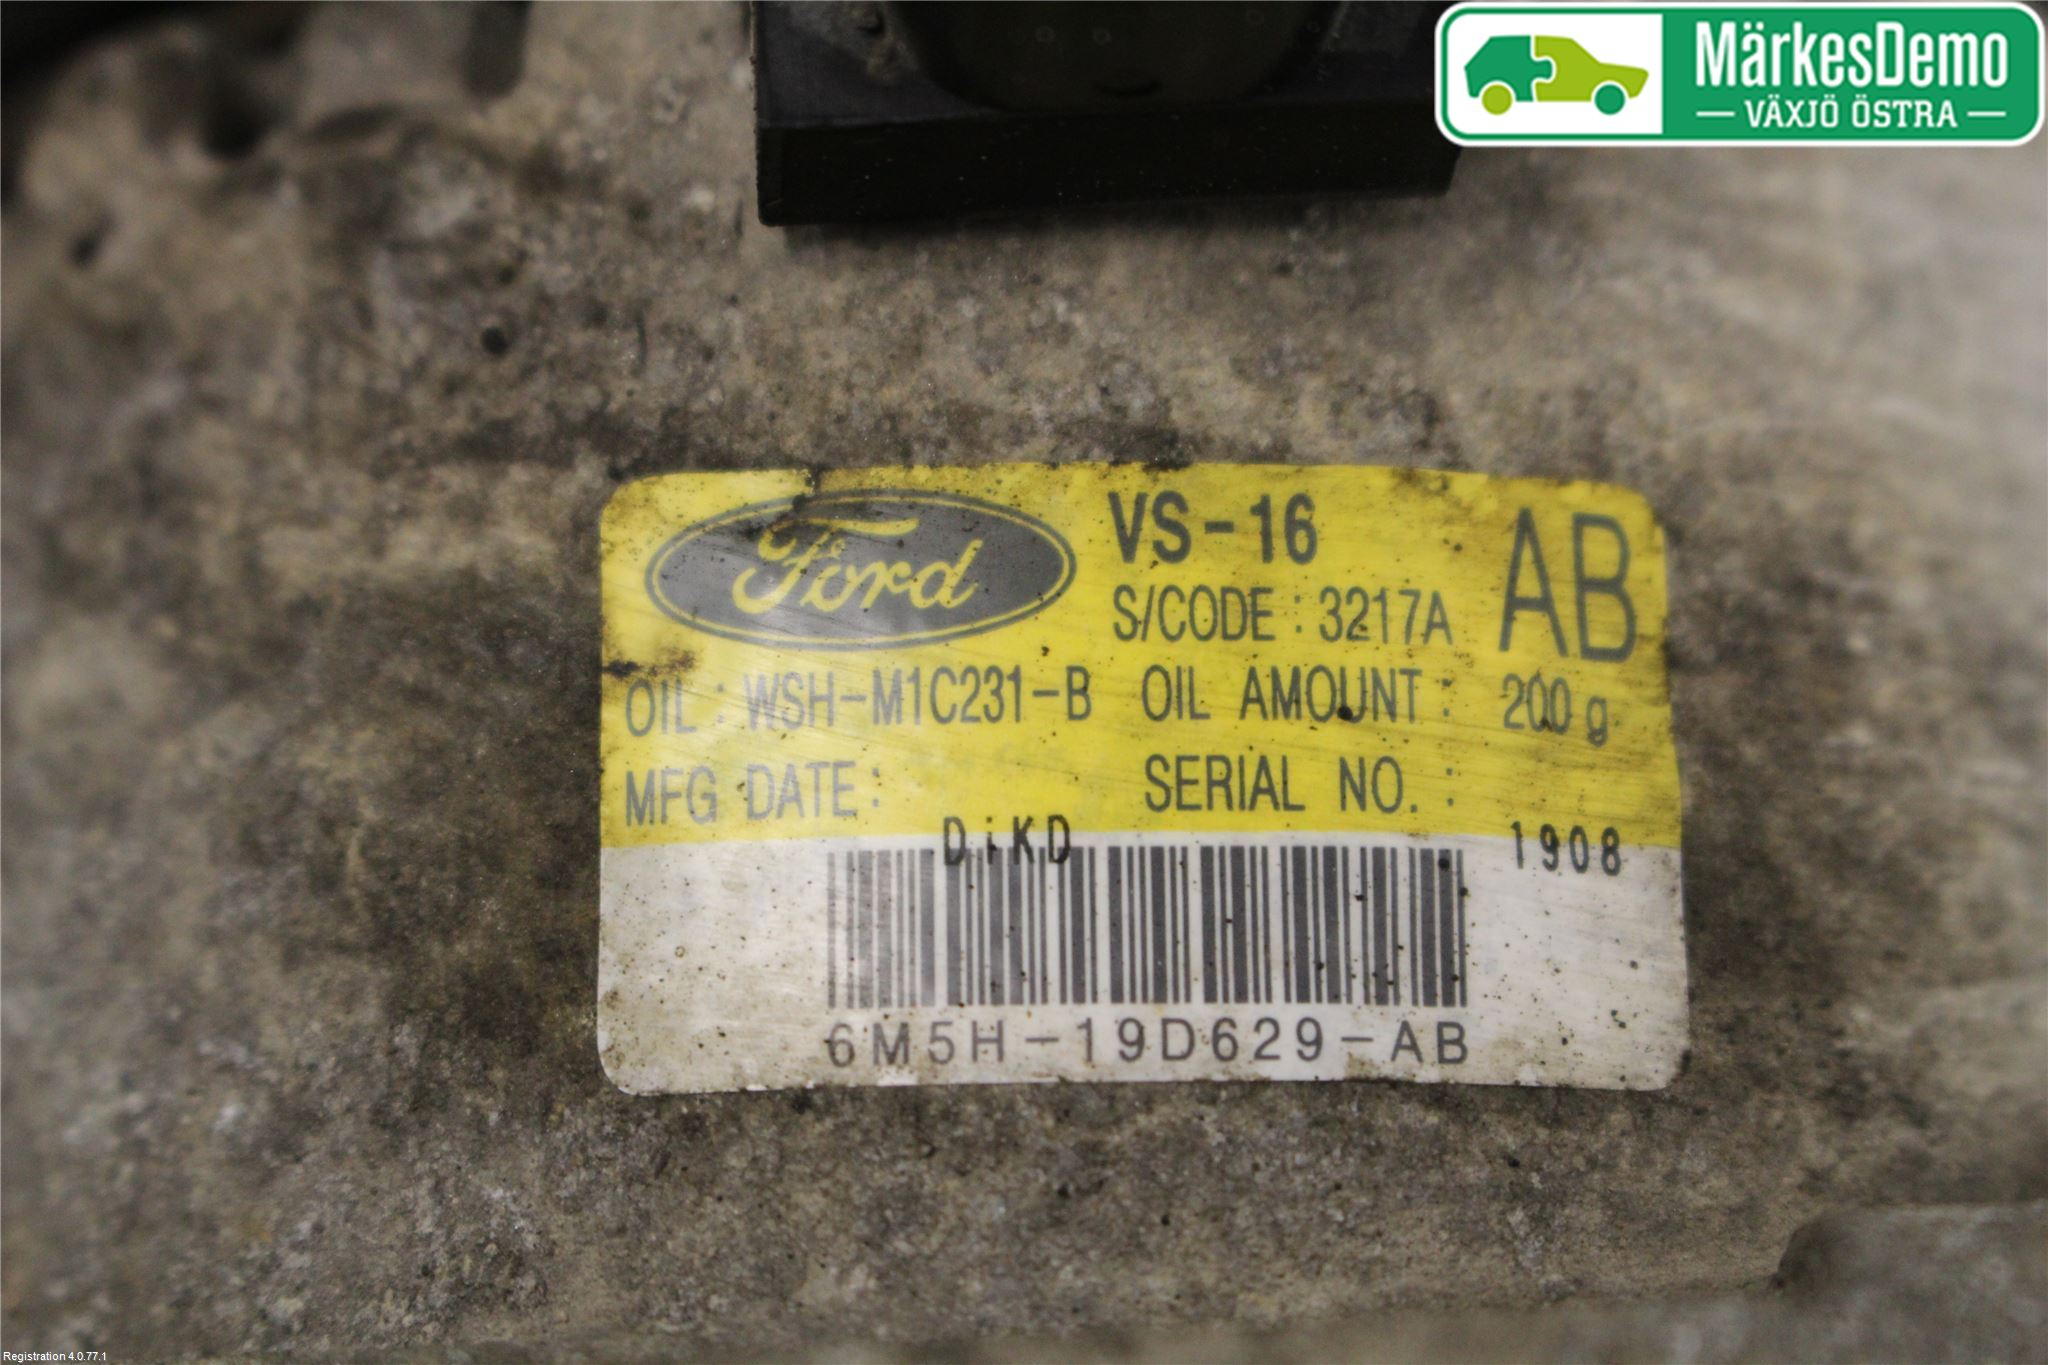 MärkesDemo
VÄXJÖ ÖSTRA
Ford
VS-16
AB
S/CODE : 3217A
OIL : WSH-M1C231-B OIL AMOUNT : 200 g
MFG DATE : SERIAL NO. :
DiKD 1908
6M5H-19D629-AB
Registration 4.0.77.1